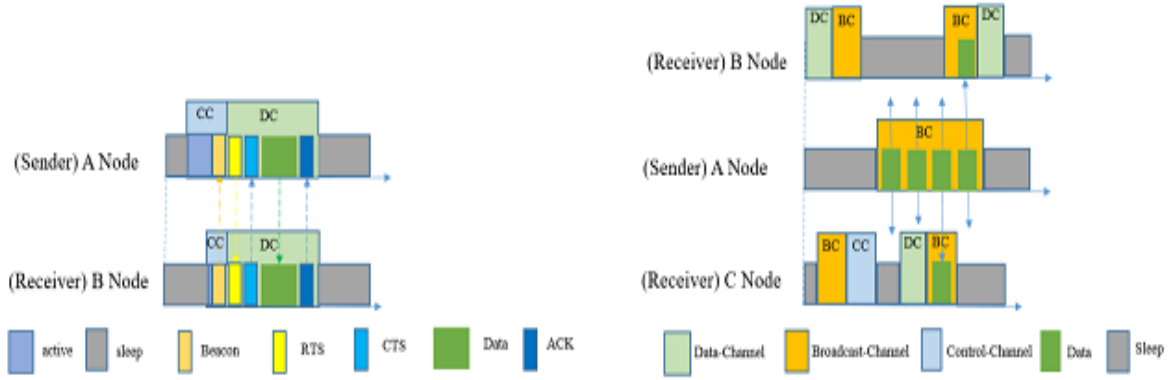 CC DC
(Sender) A Node
CC DC
(Receiver) B Node
active sleep Beacon RTS CTS Data ACK
DC BC BC DC
(Receiver) B Node
BC
(Sender) A Node
BC CC DC BC
(Receiver) C Node
Data-Channel Broadcast-Channel Control-Channel Data Sleep